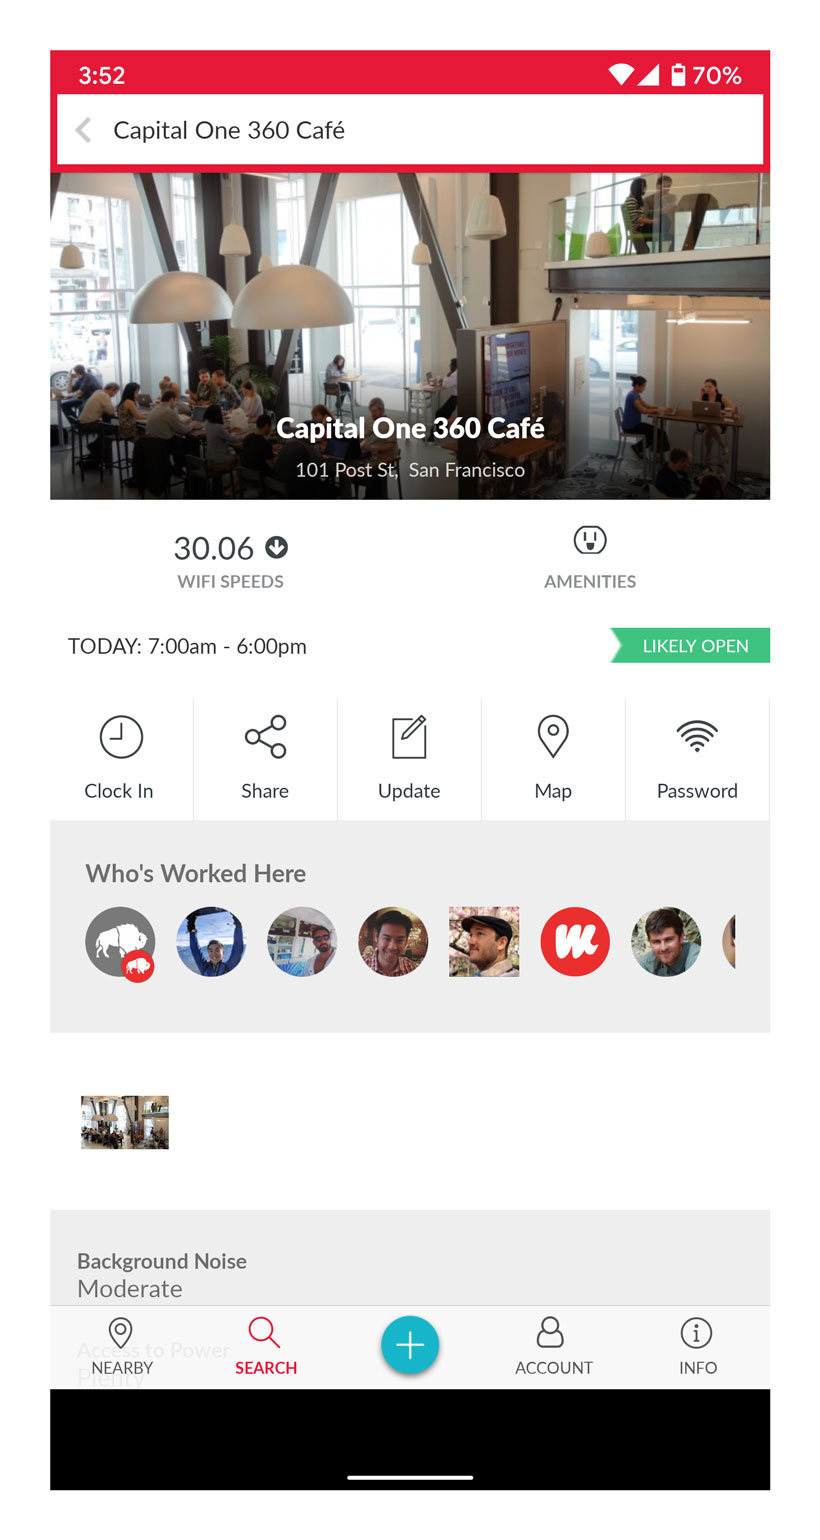 3:52 70%
Capital One 360 Café
Capital One 360 Café
101 Post St, San Francisco
30.06
WIFI SPEEDS
AMENITIES
TODAY: 7:00am - 6:00pm
LIKELY OPEN
Clock In
Share
Update
Map
Password
Who's Worked Here
Background Noise
Moderate
Access to Power
Plenty
NEARBY
SEARCH
ACCOUNT
INFO